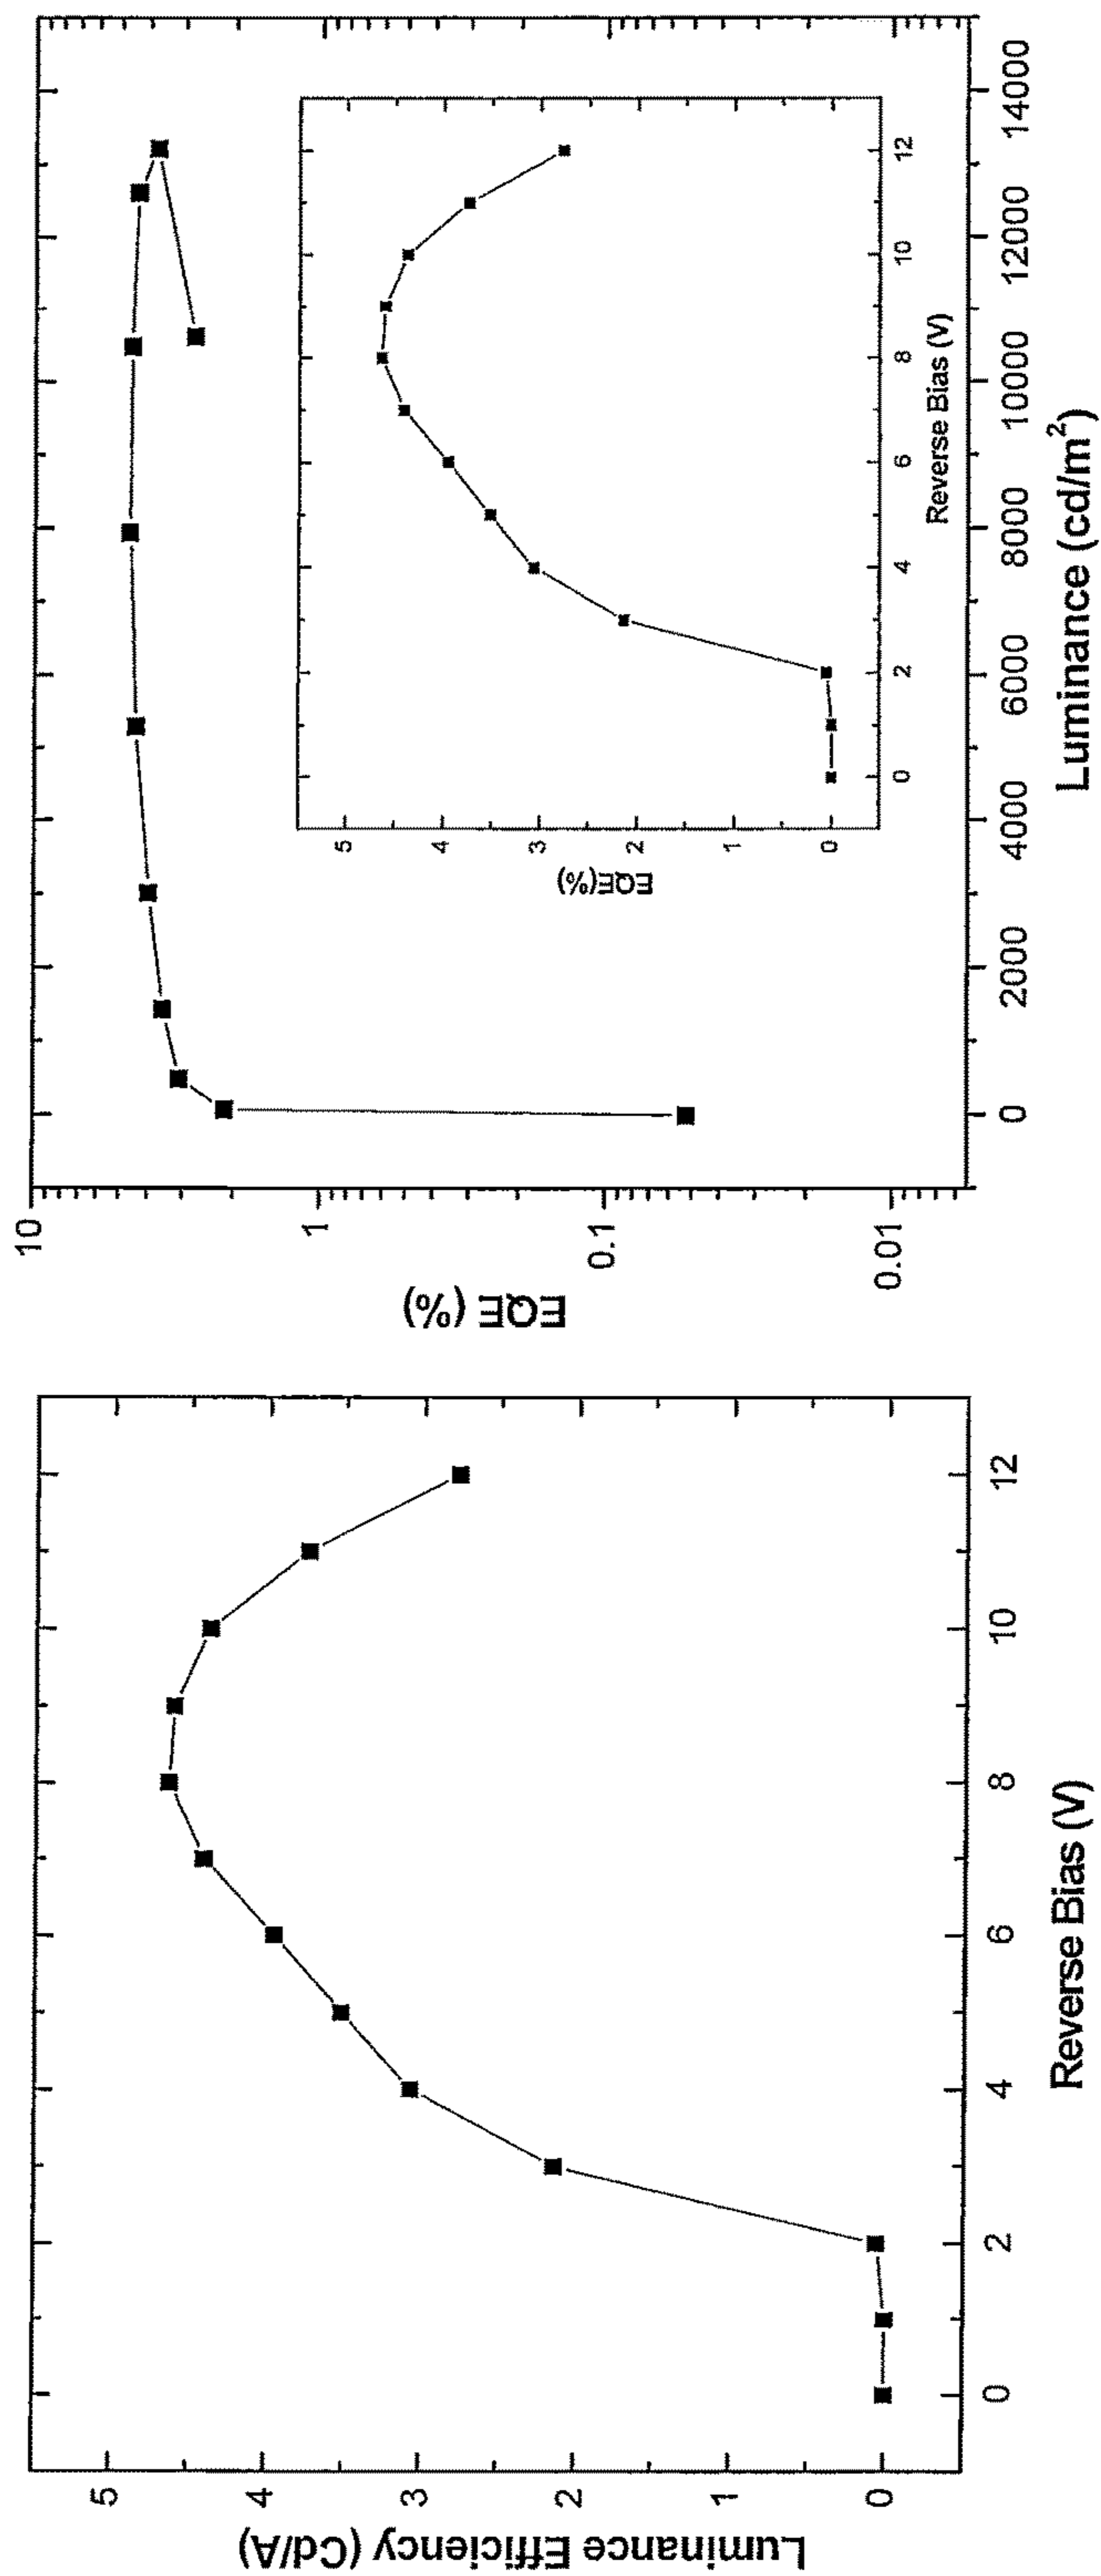 Luminance Efficiency (Cd/A)
5
4
3
2
1
0
0 2 4 6 8 10 12
Reverse Bias (V)
EQE (%)
10
1
0.1
0.01
0 2000 4000 6000 8000 10000 12000 14000
Luminance (cd/m²)
EQE(%)
5
4
3
2
1
0
0 2 4 6 8 10 12
Reverse Bias (V)